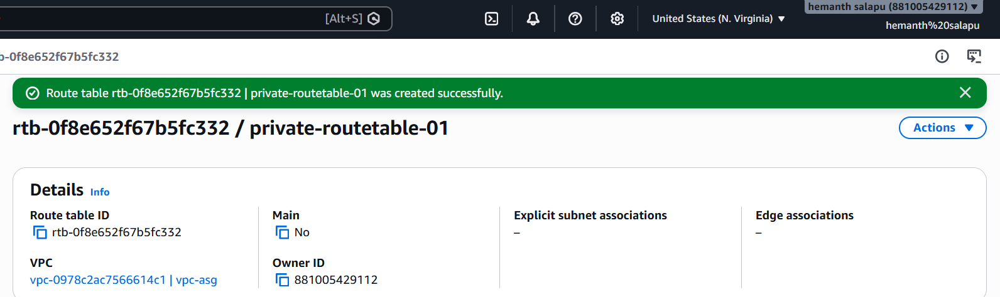 [Alt+S]
United States (N. Virginia)
hemanth salapu (881005429112)
hemanth%20salapu
-0f8e652f67b5fc332
Route table rtb-0f8e652f67b5fc332 | private-routetable-01 was created successfully.
rtb-0f8e652f67b5fc332 / private-routetable-01
Actions
Details Info
Route table ID
rtb-0f8e652f67b5fc332
Main
No
Explicit subnet associations
–
Edge associations
–
VPC
vpc-0978c2ac7566614c1 | vpc-asg
Owner ID
881005429112